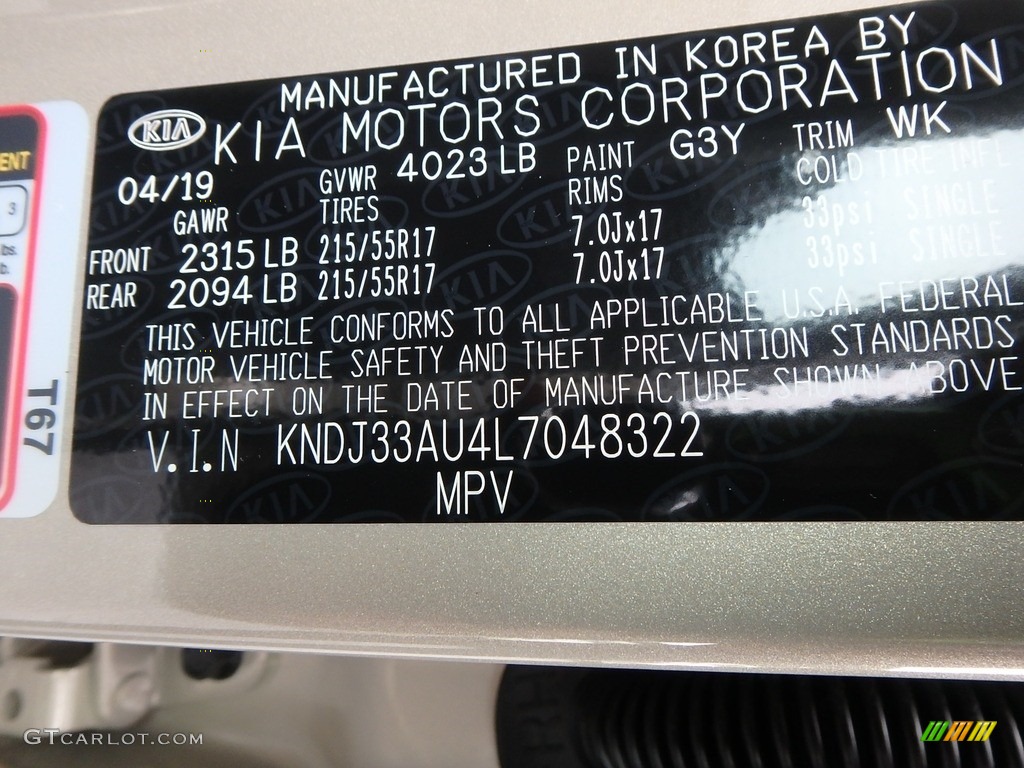 MANUFACTURED IN KOREA BY
KIA KIA MOTORS CORPORATION
04/19 GVWR 4023 LB PAINT G3Y TRIM WK
GAWR TIRES RIMS COLD TIRE INFL
FRONT 2315 LB 215/55R17 7.0Jx17 33psi SINGLE
REAR 2094 LB 215/55R17 7.0Jx17 33psi SINGLE
THIS VEHICLE CONFORMS TO ALL APPLICABLE U.S.A. FEDERAL
MOTOR VEHICLE SAFETY AND THEFT PREVENTION STANDARDS
IN EFFECT ON THE DATE OF MANUFACTURE SHOWN ABOVE
V.I.N KNDJ33AU4L7048322
MPV
3
T67
GTCARLOT.COM